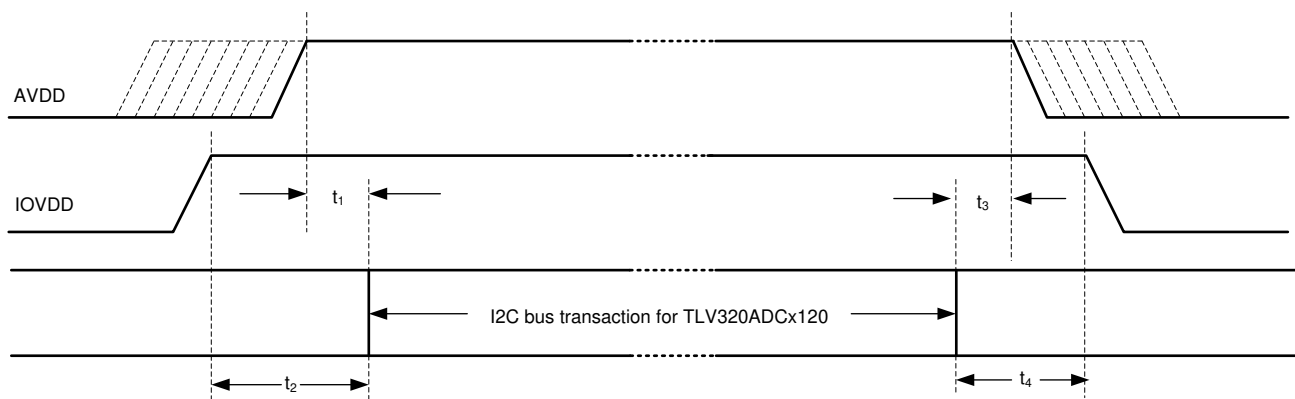 AVDD
t1
t3
IOVDD
I2C bus transaction for TLV320ADCx120
t2
t4